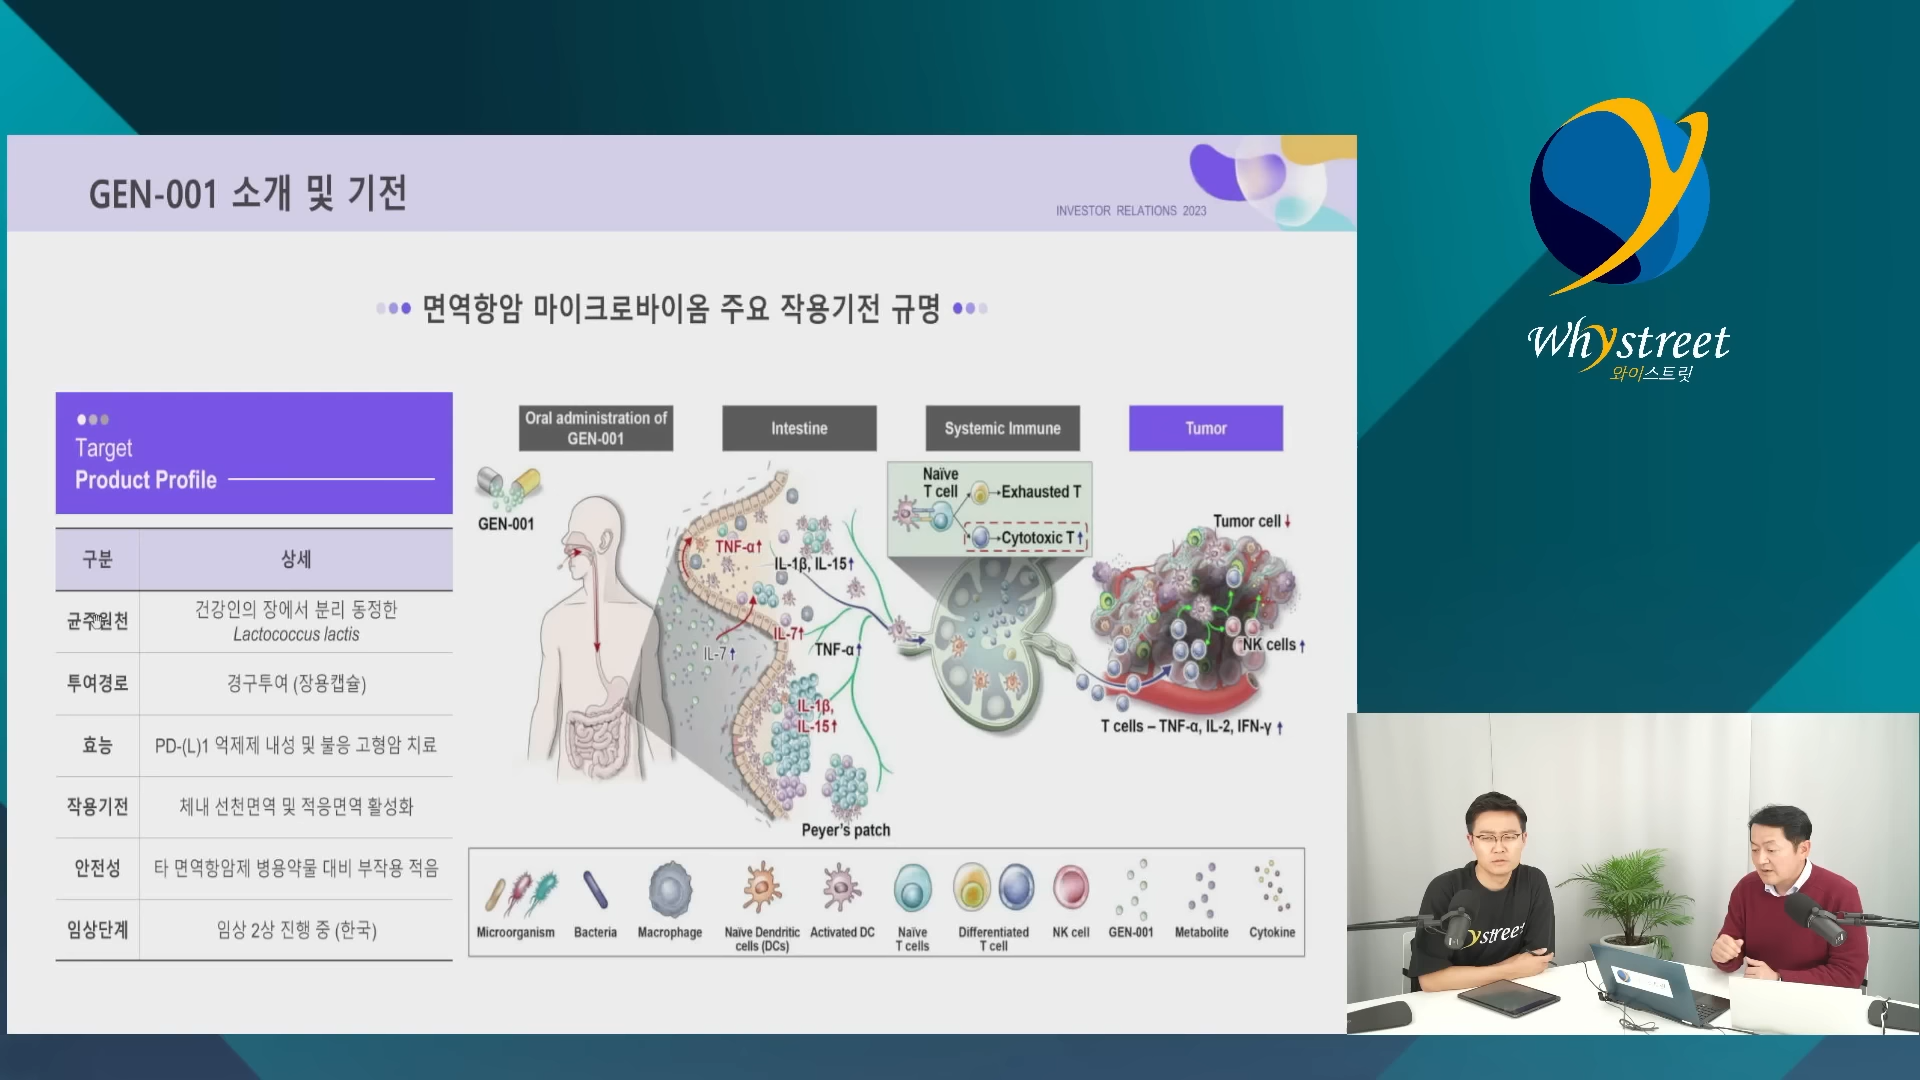 GEN-001 소개 및 기전
INVESTOR RELATIONS 2023
면역항암 마이크로바이옴 주요 작용기전 규명
Target
Product Profile
구분 상세
균주원천 건강인의 장에서 분리 동정한
Lactococcus lactis
투여경로 경구투여 (장용캡슐)
효능 PD-(L)1 억제제 내성 및 불응 고형암 치료
작용기전 체내 선천면역 및 적응면역 활성화
안전성 타 면역항암제 병용약물 대비 부작용 적음
임상단계 임상 2상 진행 중 (한국)
Oral administration of
GEN-001
Intestine
Systemic Immune
Tumor
GEN-001
TNF-α↑
IL-1β, IL-15↑
IL-7↑
IL-7↑
TNF-α↑
IL-1β,
IL-15↑
Peyer's patch
Naïve
T cell
Exhausted T
Cytotoxic T↑
Tumor cell↓
NK cells↑
T cells – TNF-α, IL-2, IFN-γ ↑
Microorganism
Bacteria
Macrophage
Naïve Dendritic
cells (DCs)
Activated DC
Naïve
T cells
Differentiated
T cell
NK cell
GEN-001
Metabolite
Cytokine
Whystreet
와이스트릿
ystreet